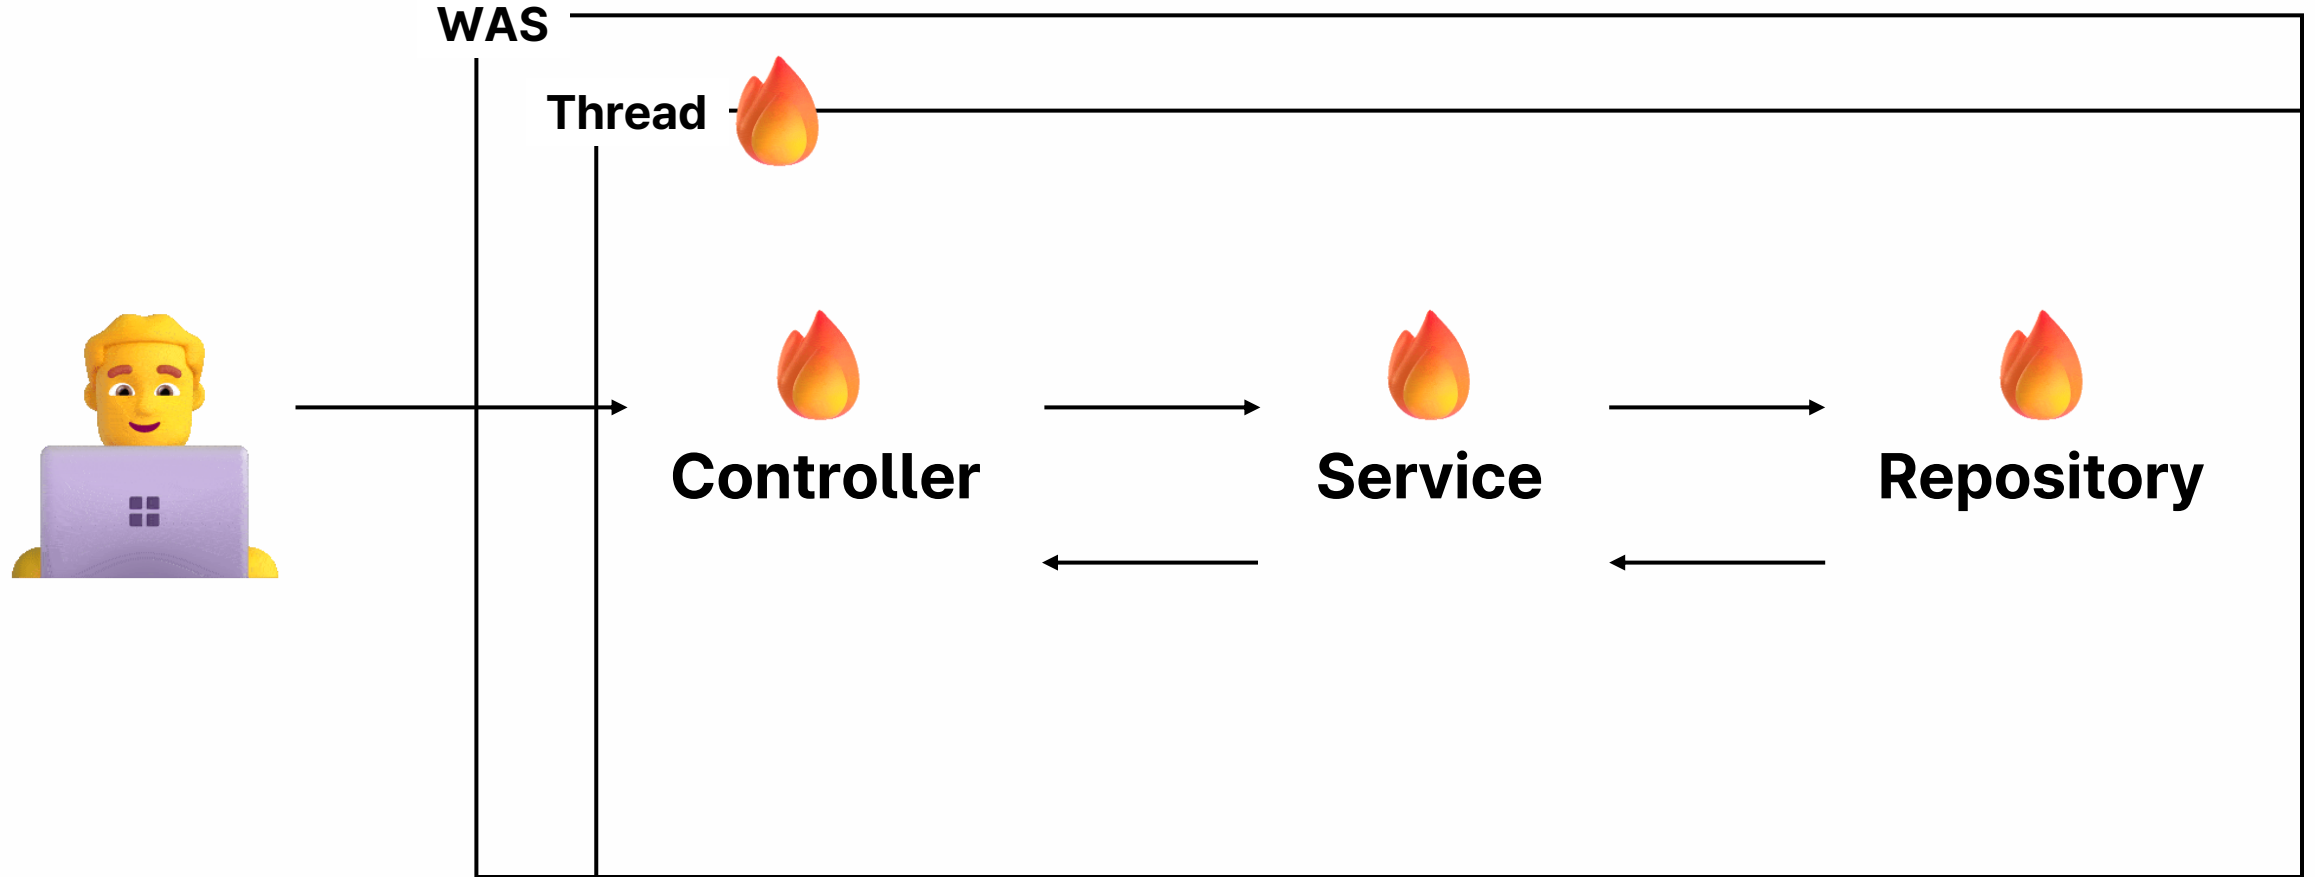 WAS
Thread
Controller
Service
Repository